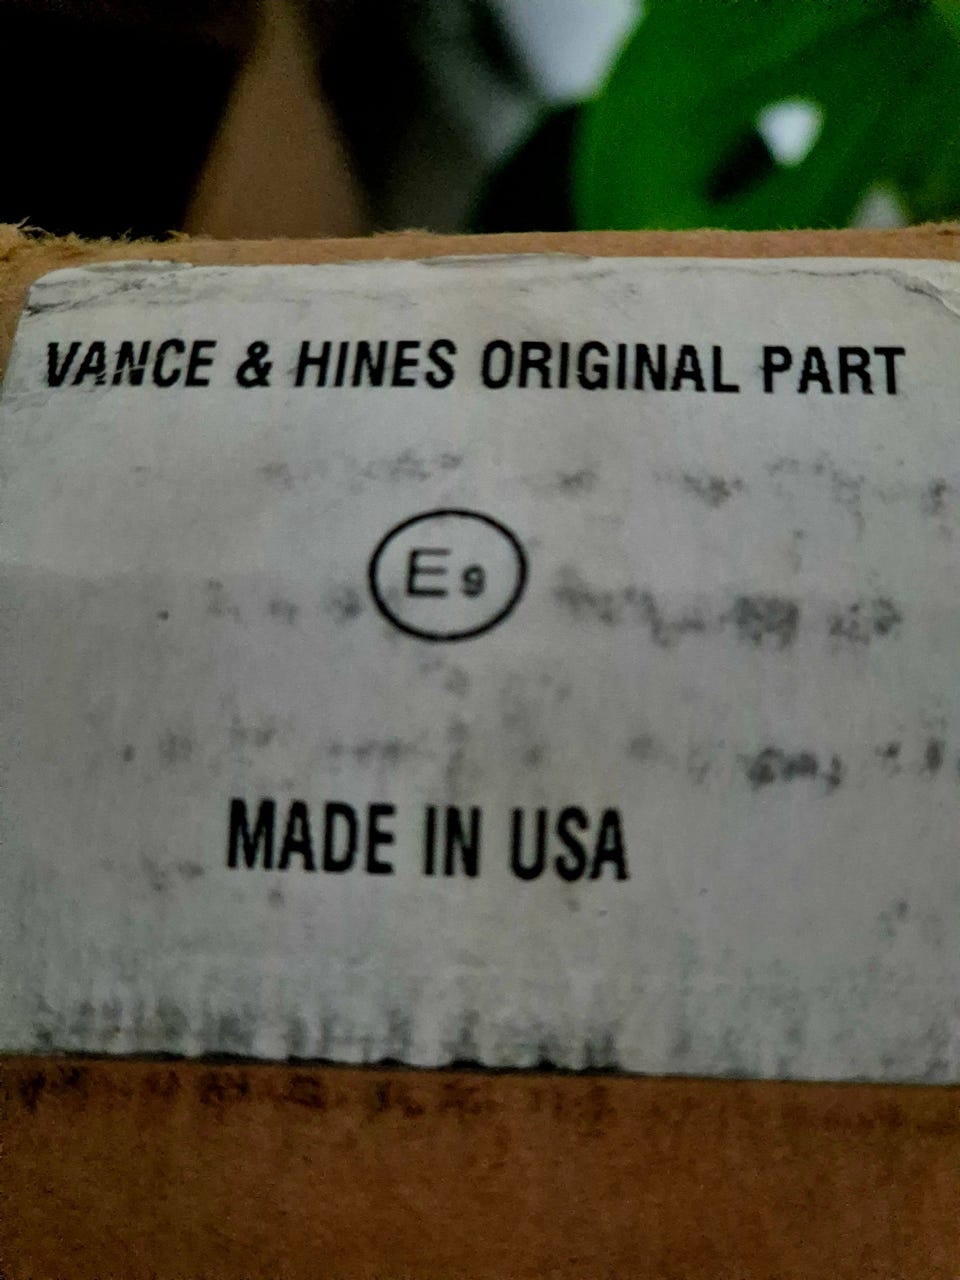 VANCE & HINES ORIGINAL PART
E9
MADE IN USA